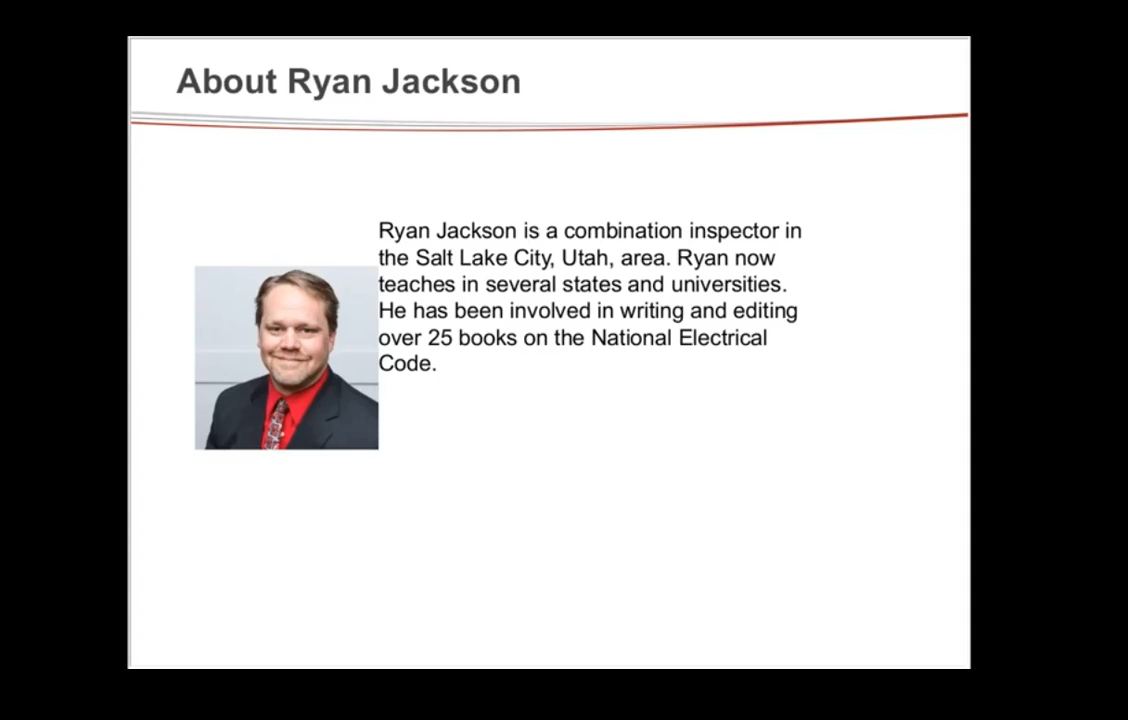 About Ryan Jackson
Ryan Jackson is a combination inspector in
the Salt Lake City, Utah, area. Ryan now
teaches in several states and universities.
He has been involved in writing and editing
over 25 books on the National Electrical
Code.